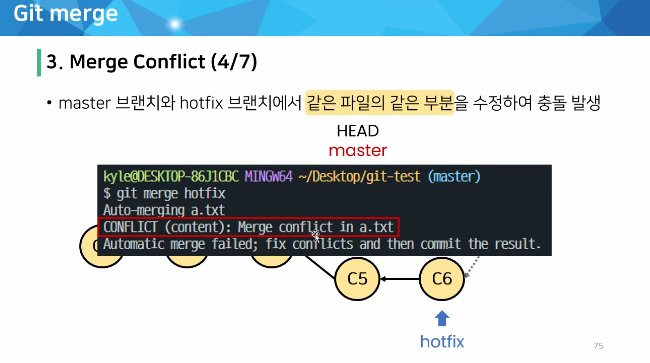 Git merge
3. Merge Conflict (4/7)
• master 브랜치와 hotfix 브랜치에서 같은 파일의 같은 부분을 수정하여 충돌 발생
HEAD
master
kyle@DESKTOP-86J1CBC MINGW64 ~/Desktop/git-test (master)
$ git merge hotfix
Auto-merging a.txt
CONFLICT (content): Merge conflict in a.txt
Automatic merge failed; fix conflicts and then commit the result.
C5
C6
hotfix
75